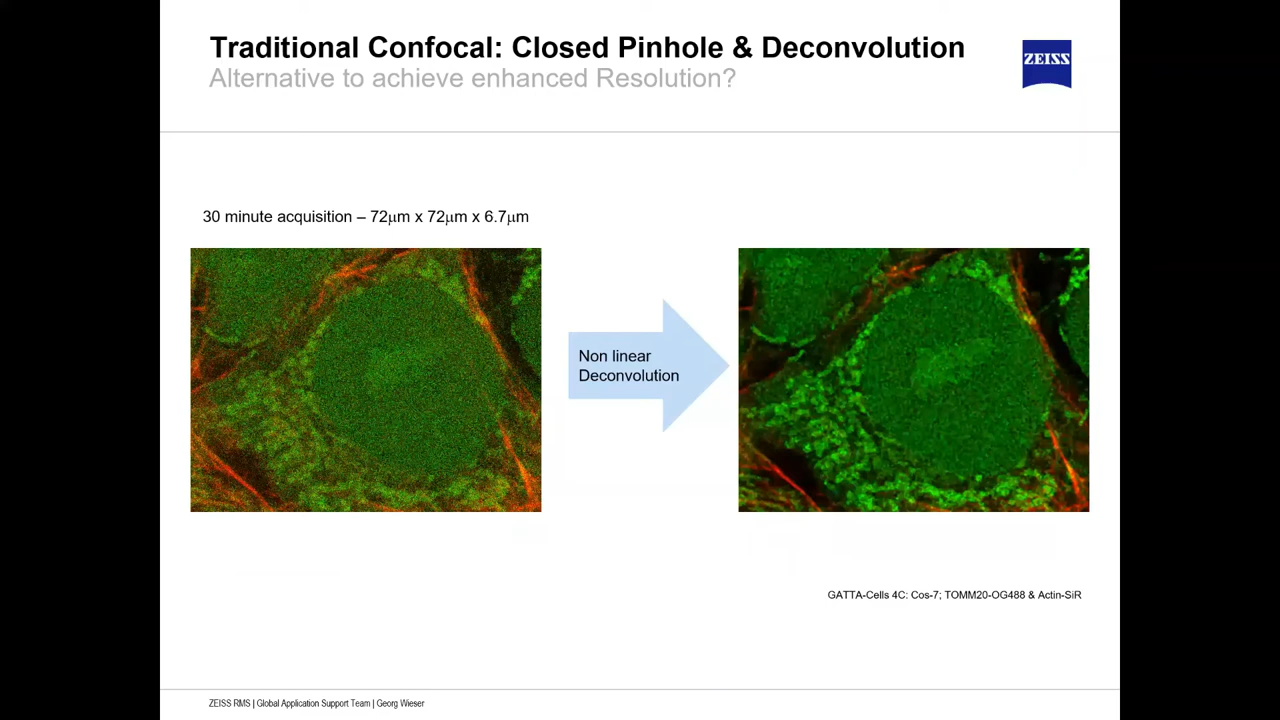 Traditional Confocal: Closed Pinhole & Deconvolution
Alternative to achieve enhanced Resolution?
ZEISS
30 minute acquisition – 72μm x 72μm x 6.7μm
Non linear
Deconvolution
GATTA-Cells 4C: Cos-7; TOMM20-OG488 & Actin-SiR
ZEISS RMS | Global Application Support Team | Georg Wieser